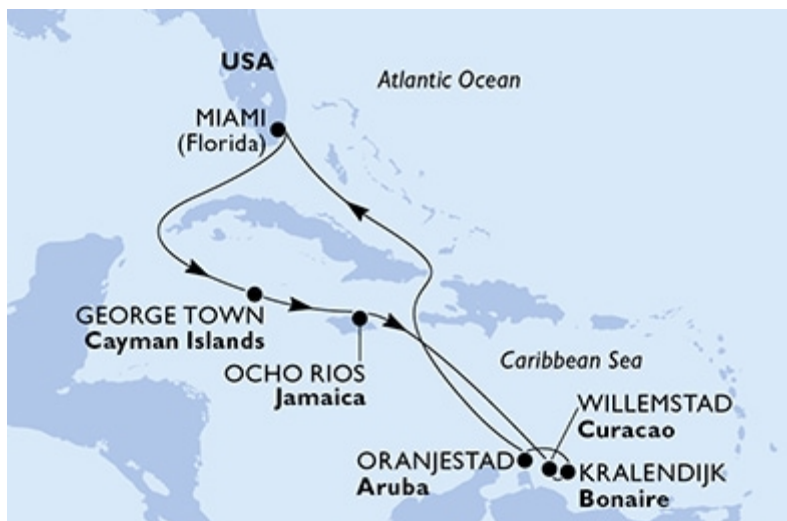 USA
Atlantic Ocean
MIAMI
(Florida)
GEORGE TOWN
Cayman Islands
OCHO RIOS
Jamaica
Caribbean Sea
WILLEMSTAD
Curacao
ORANJESTAD
Aruba
KRALENDIJK
Bonaire